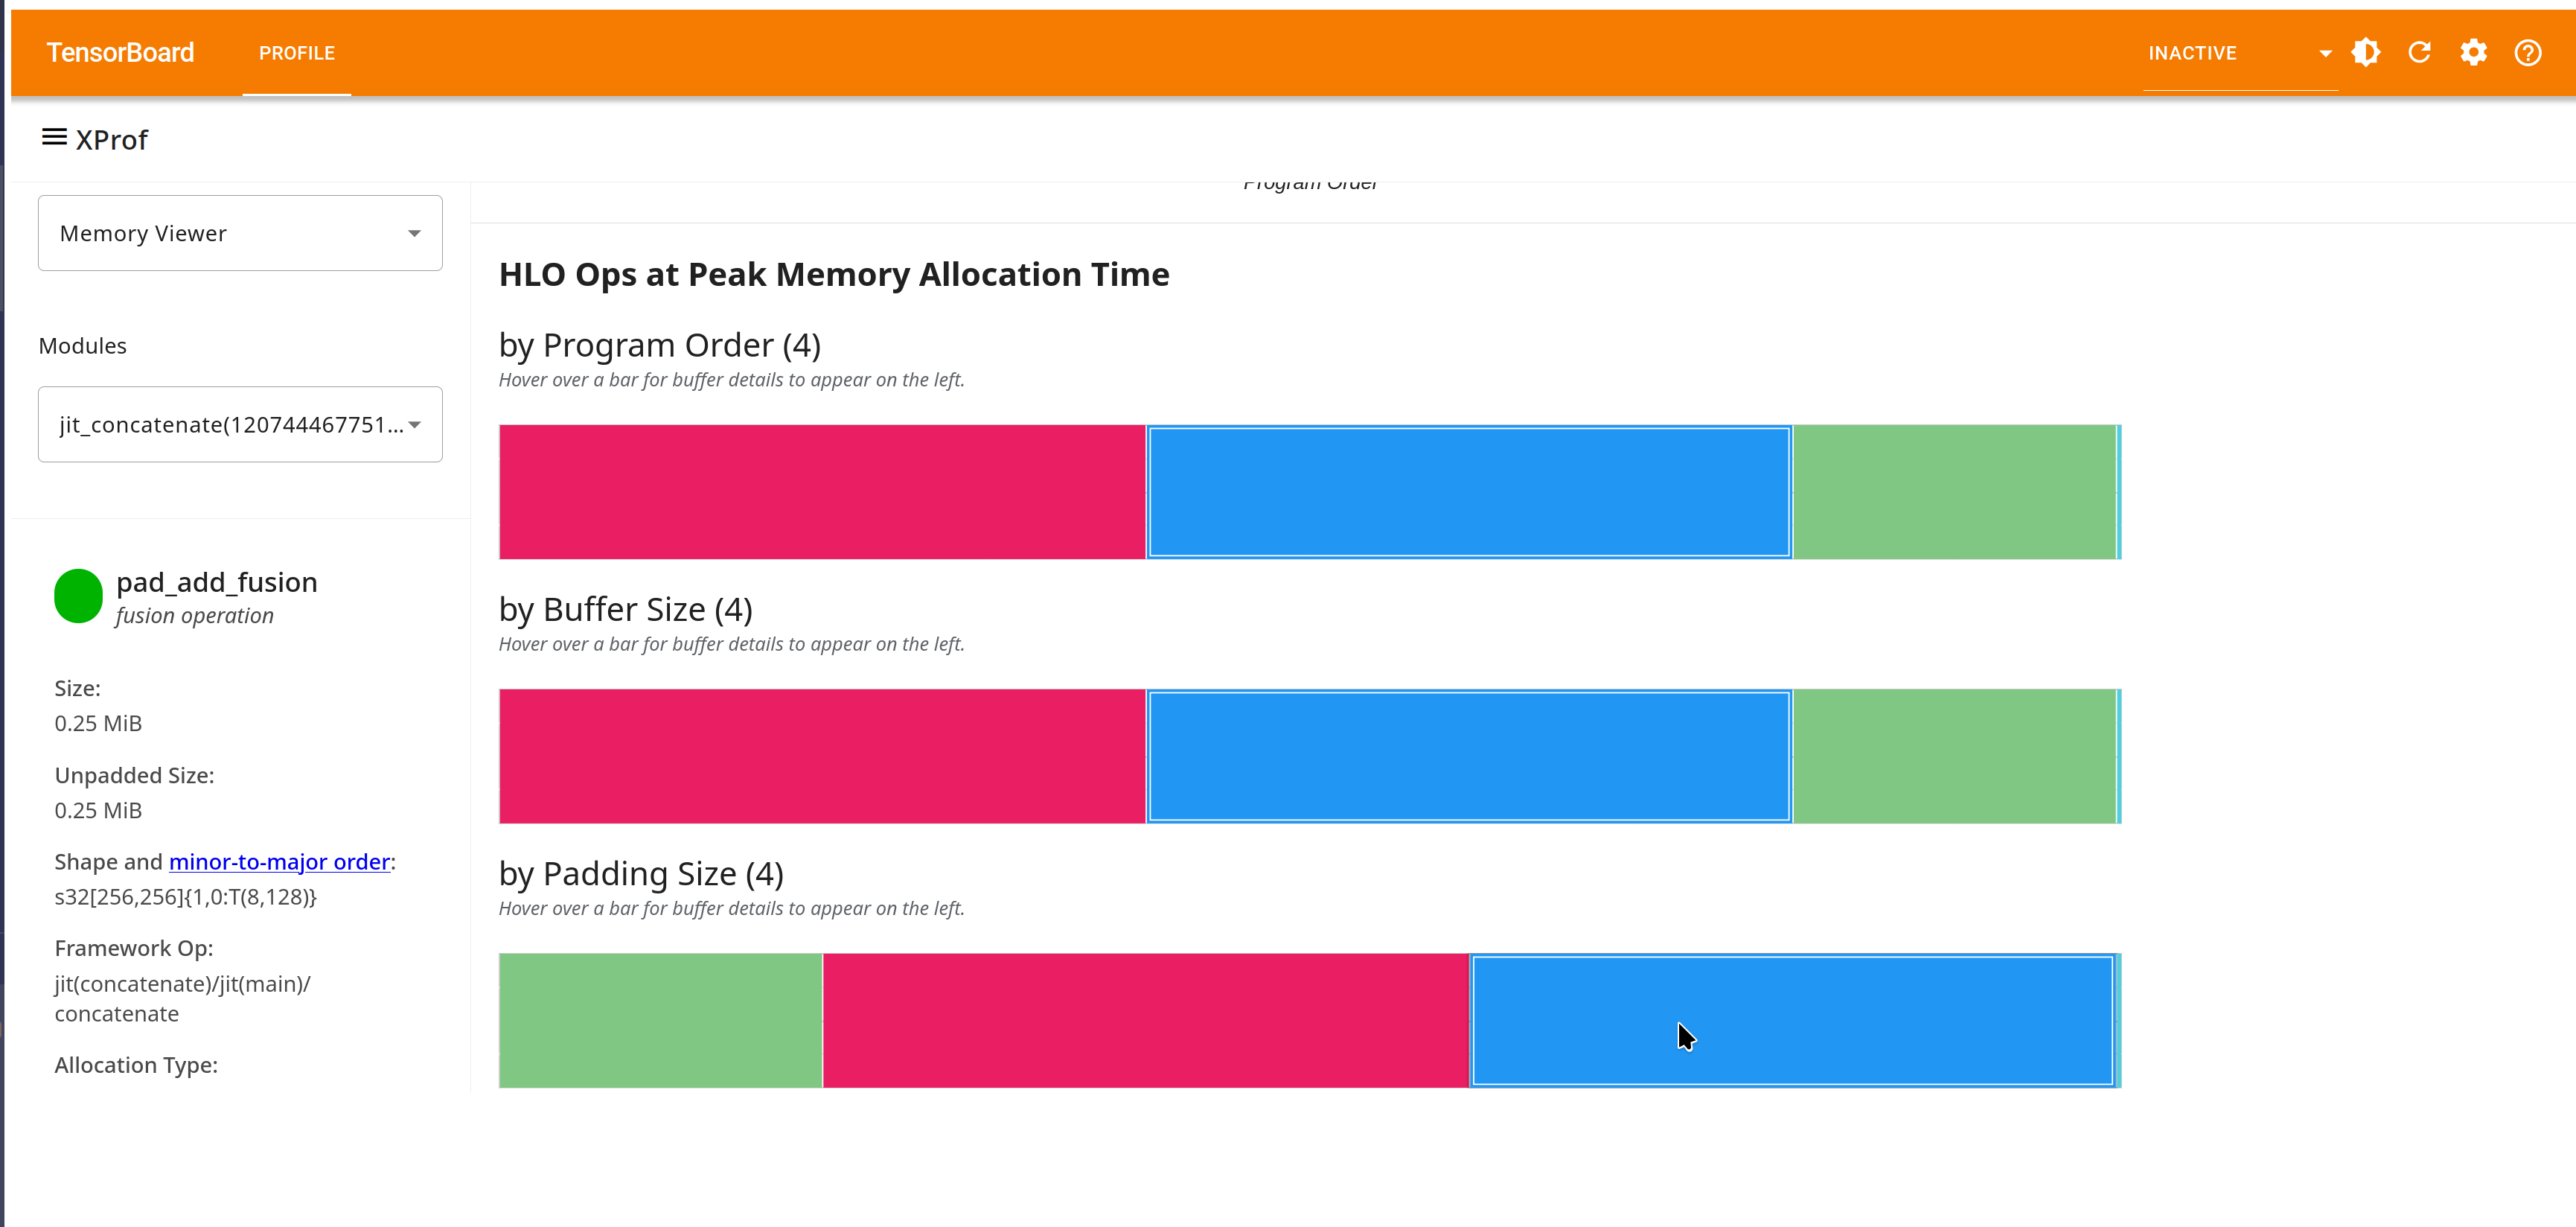 TensorBoard
PROFILE
INACTIVE
XProf
Program Order
Memory Viewer
Modules
jit_concatenate(120744467751...
pad_add_fusion
fusion operation
Size:
0.25 MiB
Unpadded Size:
0.25 MiB
Shape and minor-to-major order:
s32[256,256]{1,0:T(8,128)}
Framework Op:
jit(concatenate)/jit(main)/
concatenate
Allocation Type:
HLO Ops at Peak Memory Allocation Time
by Program Order (4)
Hover over a bar for buffer details to appear on the left.
by Buffer Size (4)
Hover over a bar for buffer details to appear on the left.
by Padding Size (4)
Hover over a bar for buffer details to appear on the left.